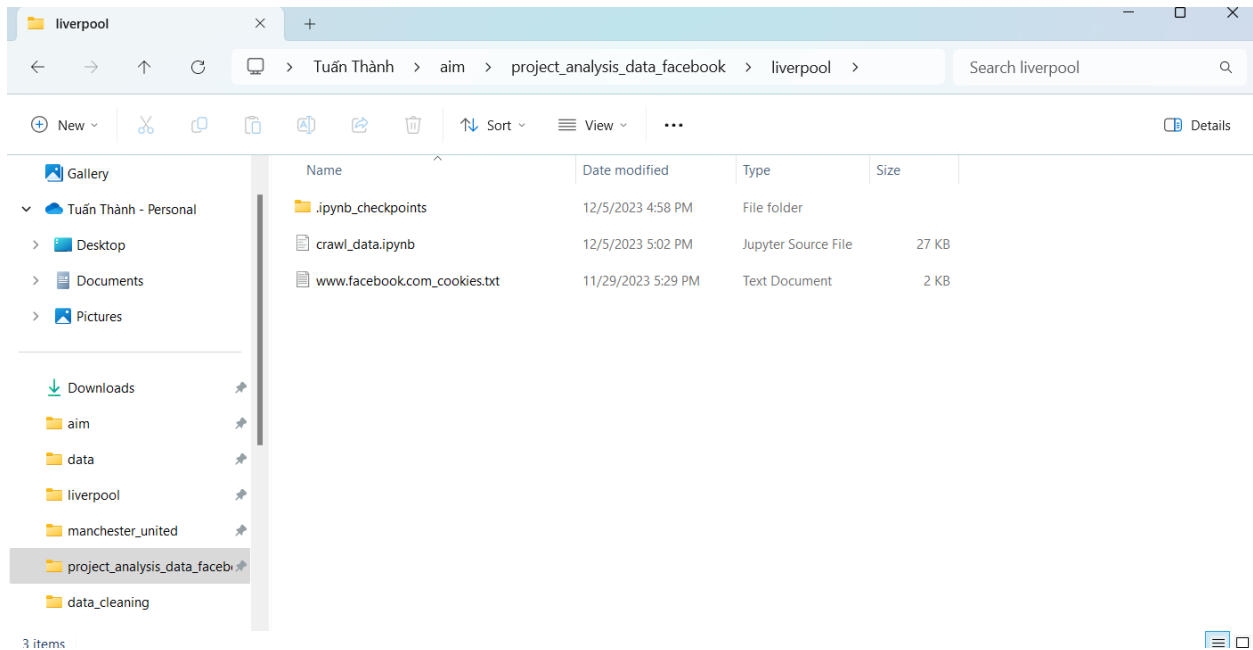 liverpool
Tuấn Thành > aim > project_analysis_data_facebook > liverpool >
Search liverpool
New
Sort
View
Details
Gallery
Tuấn Thành - Personal
Desktop
Documents
Pictures
Downloads
aim
data
liverpool
manchester_united
project_analysis_data_facebo
data_cleaning
Name Date modified Type Size
.ipynb_checkpoints 12/5/2023 4:58 PM File folder
crawl_data.ipynb 12/5/2023 5:02 PM Jupyter Source File 27 KB
www.facebook.com_cookies.txt 11/29/2023 5:29 PM Text Document 2 KB
3 items